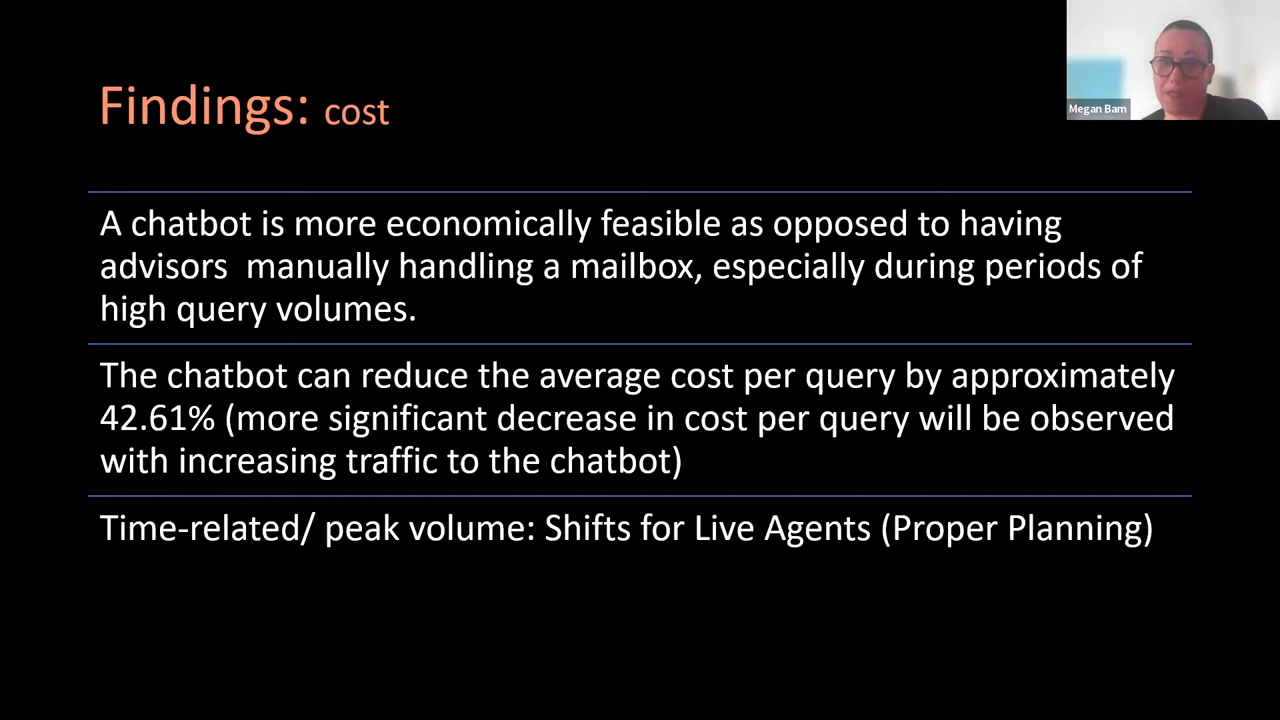 Findings: cost
Megan Bam
A chatbot is more economically feasible as opposed to having
advisors  manually handling a mailbox, especially during periods of
high query volumes.
The chatbot can reduce the average cost per query by approximately
42.61% (more significant decrease in cost per query will be observed
with increasing traffic to the chatbot)
Time-related/ peak volume: Shifts for Live Agents (Proper Planning)